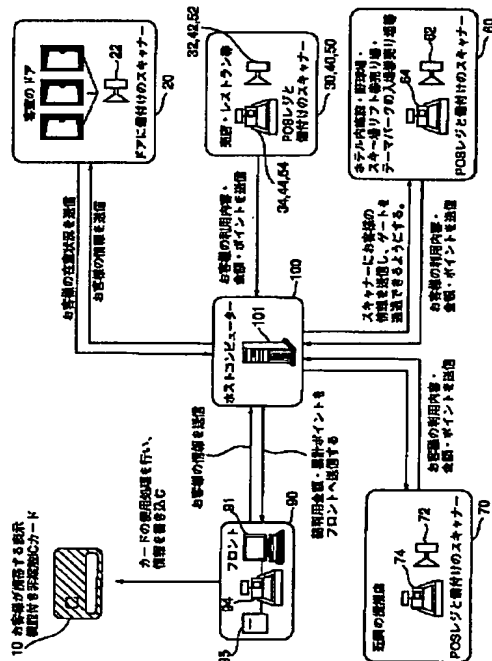 10 お客様が所持する表示
機能付き非接触ICカード
カードの使用処理を行い、
情報を書き込む
フロント
91
94
95
90
お客様の情報を送信
総利用金額・累計ポイントを
フロントへ送信する
ホストコンピューター
100
101
お客様の在室状況を送信
お客様の情報を送信
客室のドア
22
ドアに備付けのスキャナー
20
お客様の利用内容・
金額・ポイントを送信
売店・レストラン等
32,42,52
POSレジと
備付けのスキャナー
34,44,54
30,40,50
スキャナーにお客様の
情報を送信し、ゲートを
通過できるようにする。
お客様の利用内容・
金額・ポイントを送信
ホテル内施設・野球場・
スキー場リフト券売り場・
テーマパークの入場券売り場等
64
62
POSレジと備付けのスキャナー
60
お客様の利用内容・
金額・ポイントを送信
74
72
POSレジと備付けのスキャナー
70